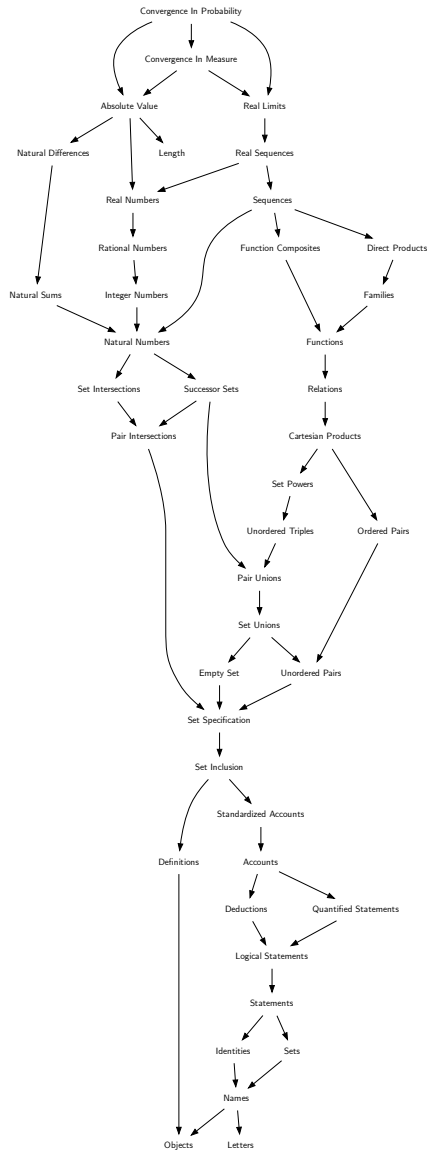 Convergence In Probability
Convergence In Measure
Absolute Value
Real Limits
Natural Differences
Length
Real Sequences
Real Numbers
Sequences
Rational Numbers
Function Composites
Direct Products
Natural Sums
Integer Numbers
Families
Natural Numbers
Functions
Set Intersections
Successor Sets
Relations
Pair Intersections
Cartesian Products
Set Powers
Unordered Triples
Ordered Pairs
Pair Unions
Set Unions
Empty Set
Unordered Pairs
Set Specification
Set Inclusion
Standardized Accounts
Definitions
Accounts
Deductions
Quantified Statements
Logical Statements
Statements
Identities
Sets
Names
Objects
Letters